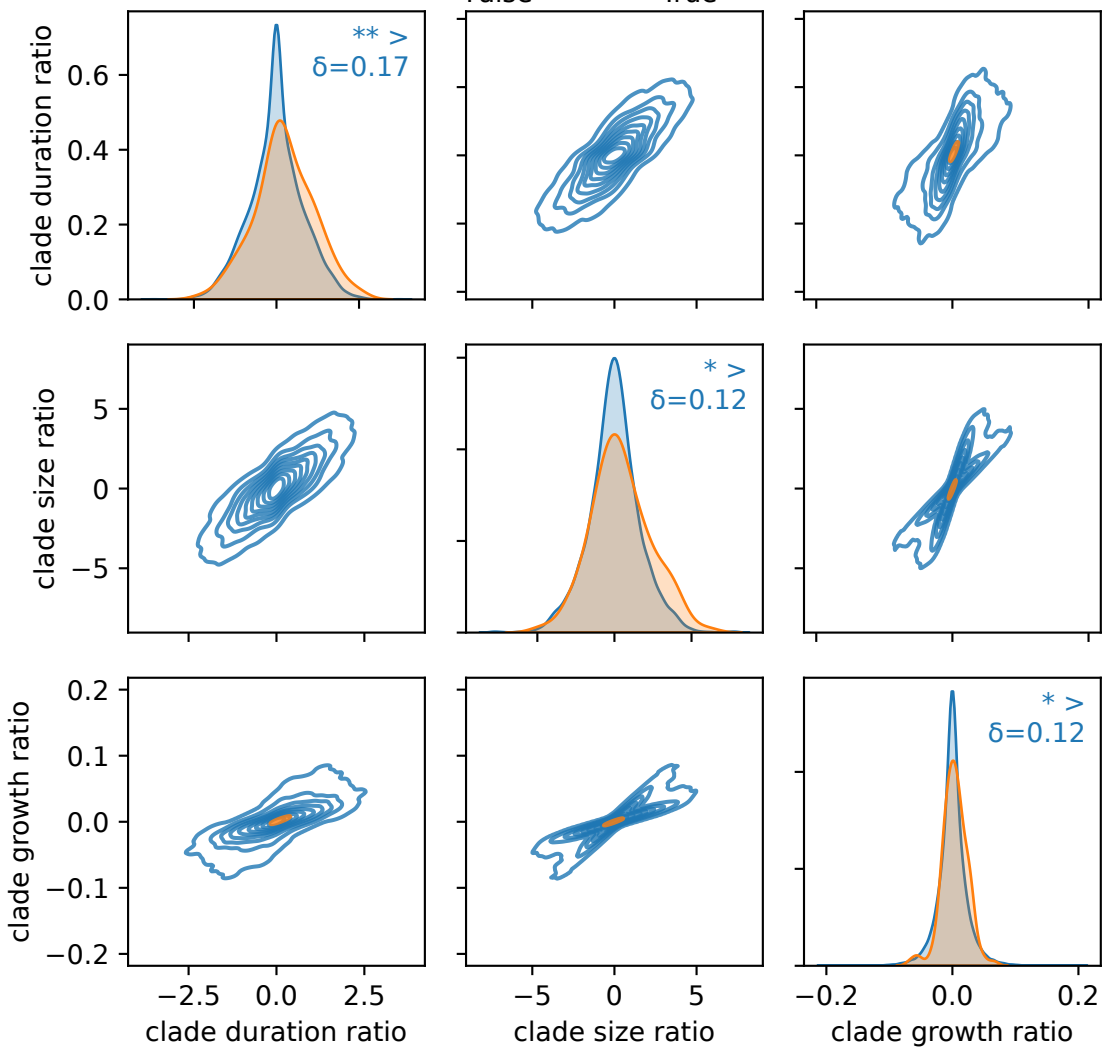 False True
clade duration ratio
0.6
0.4
0.2
0.0
** >
δ=0.17
clade size ratio
5
0
−5
* >
δ=0.12
clade growth ratio
0.2
0.1
0.0
−0.1
−0.2
* >
δ=0.12
−2.5 0.0 2.5
−5 0 5
−0.2 0.0 0.2
clade duration ratio
clade size ratio
clade growth ratio